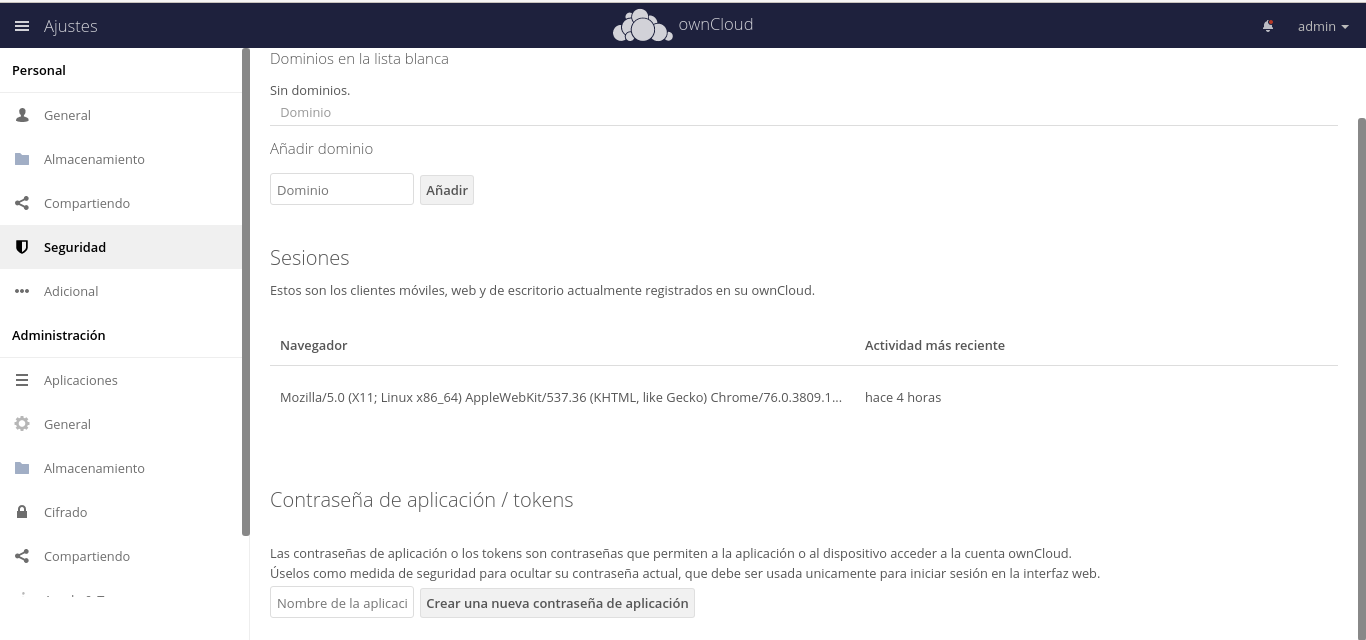 Ajustes
ownCloud
admin
Personal
General
Almacenamiento
Compartiendo
Seguridad
Adicional
Administración
Aplicaciones
General
Almacenamiento
Cifrado
Compartiendo
Dominios en la lista blanca
Sin dominios.
Dominio
Añadir dominio
Dominio
Añadir
Sesiones
Estos son los clientes móviles, web y de escritorio actualmente registrados en su ownCloud.
Navegador Actividad más reciente
Mozilla/5.0 (X11; Linux x86_64) AppleWebKit/537.36 (KHTML, like Gecko) Chrome/76.0.3809.1... hace 4 horas
Contraseña de aplicación / tokens
Las contraseñas de aplicación o los tokens son contraseñas que permiten a la aplicación o al dispositivo acceder a la cuenta ownCloud.
Úselos como medida de seguridad para ocultar su contraseña actual, que debe ser usada unicamente para iniciar sesión en la interfaz web.
Nombre de la aplicaci
Crear una nueva contraseña de aplicación